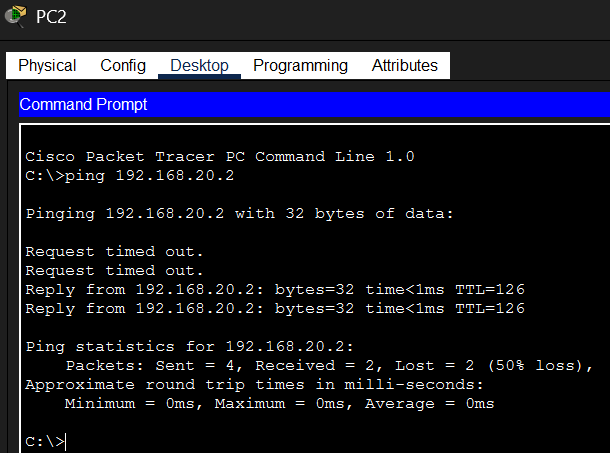 PC2
Physical Config Desktop Programming Attributes
Command Prompt
Cisco Packet Tracer PC Command Line 1.0
C:\>ping 192.168.20.2
Pinging 192.168.20.2 with 32 bytes of data:
Request timed out.
Request timed out.
Reply from 192.168.20.2: bytes=32 time<1ms TTL=126
Reply from 192.168.20.2: bytes=32 time<1ms TTL=126
Ping statistics for 192.168.20.2:
Packets: Sent = 4, Received = 2, Lost = 2 (50% loss),
Approximate round trip times in milli-seconds:
Minimum = 0ms, Maximum = 0ms, Average = 0ms
C:\>